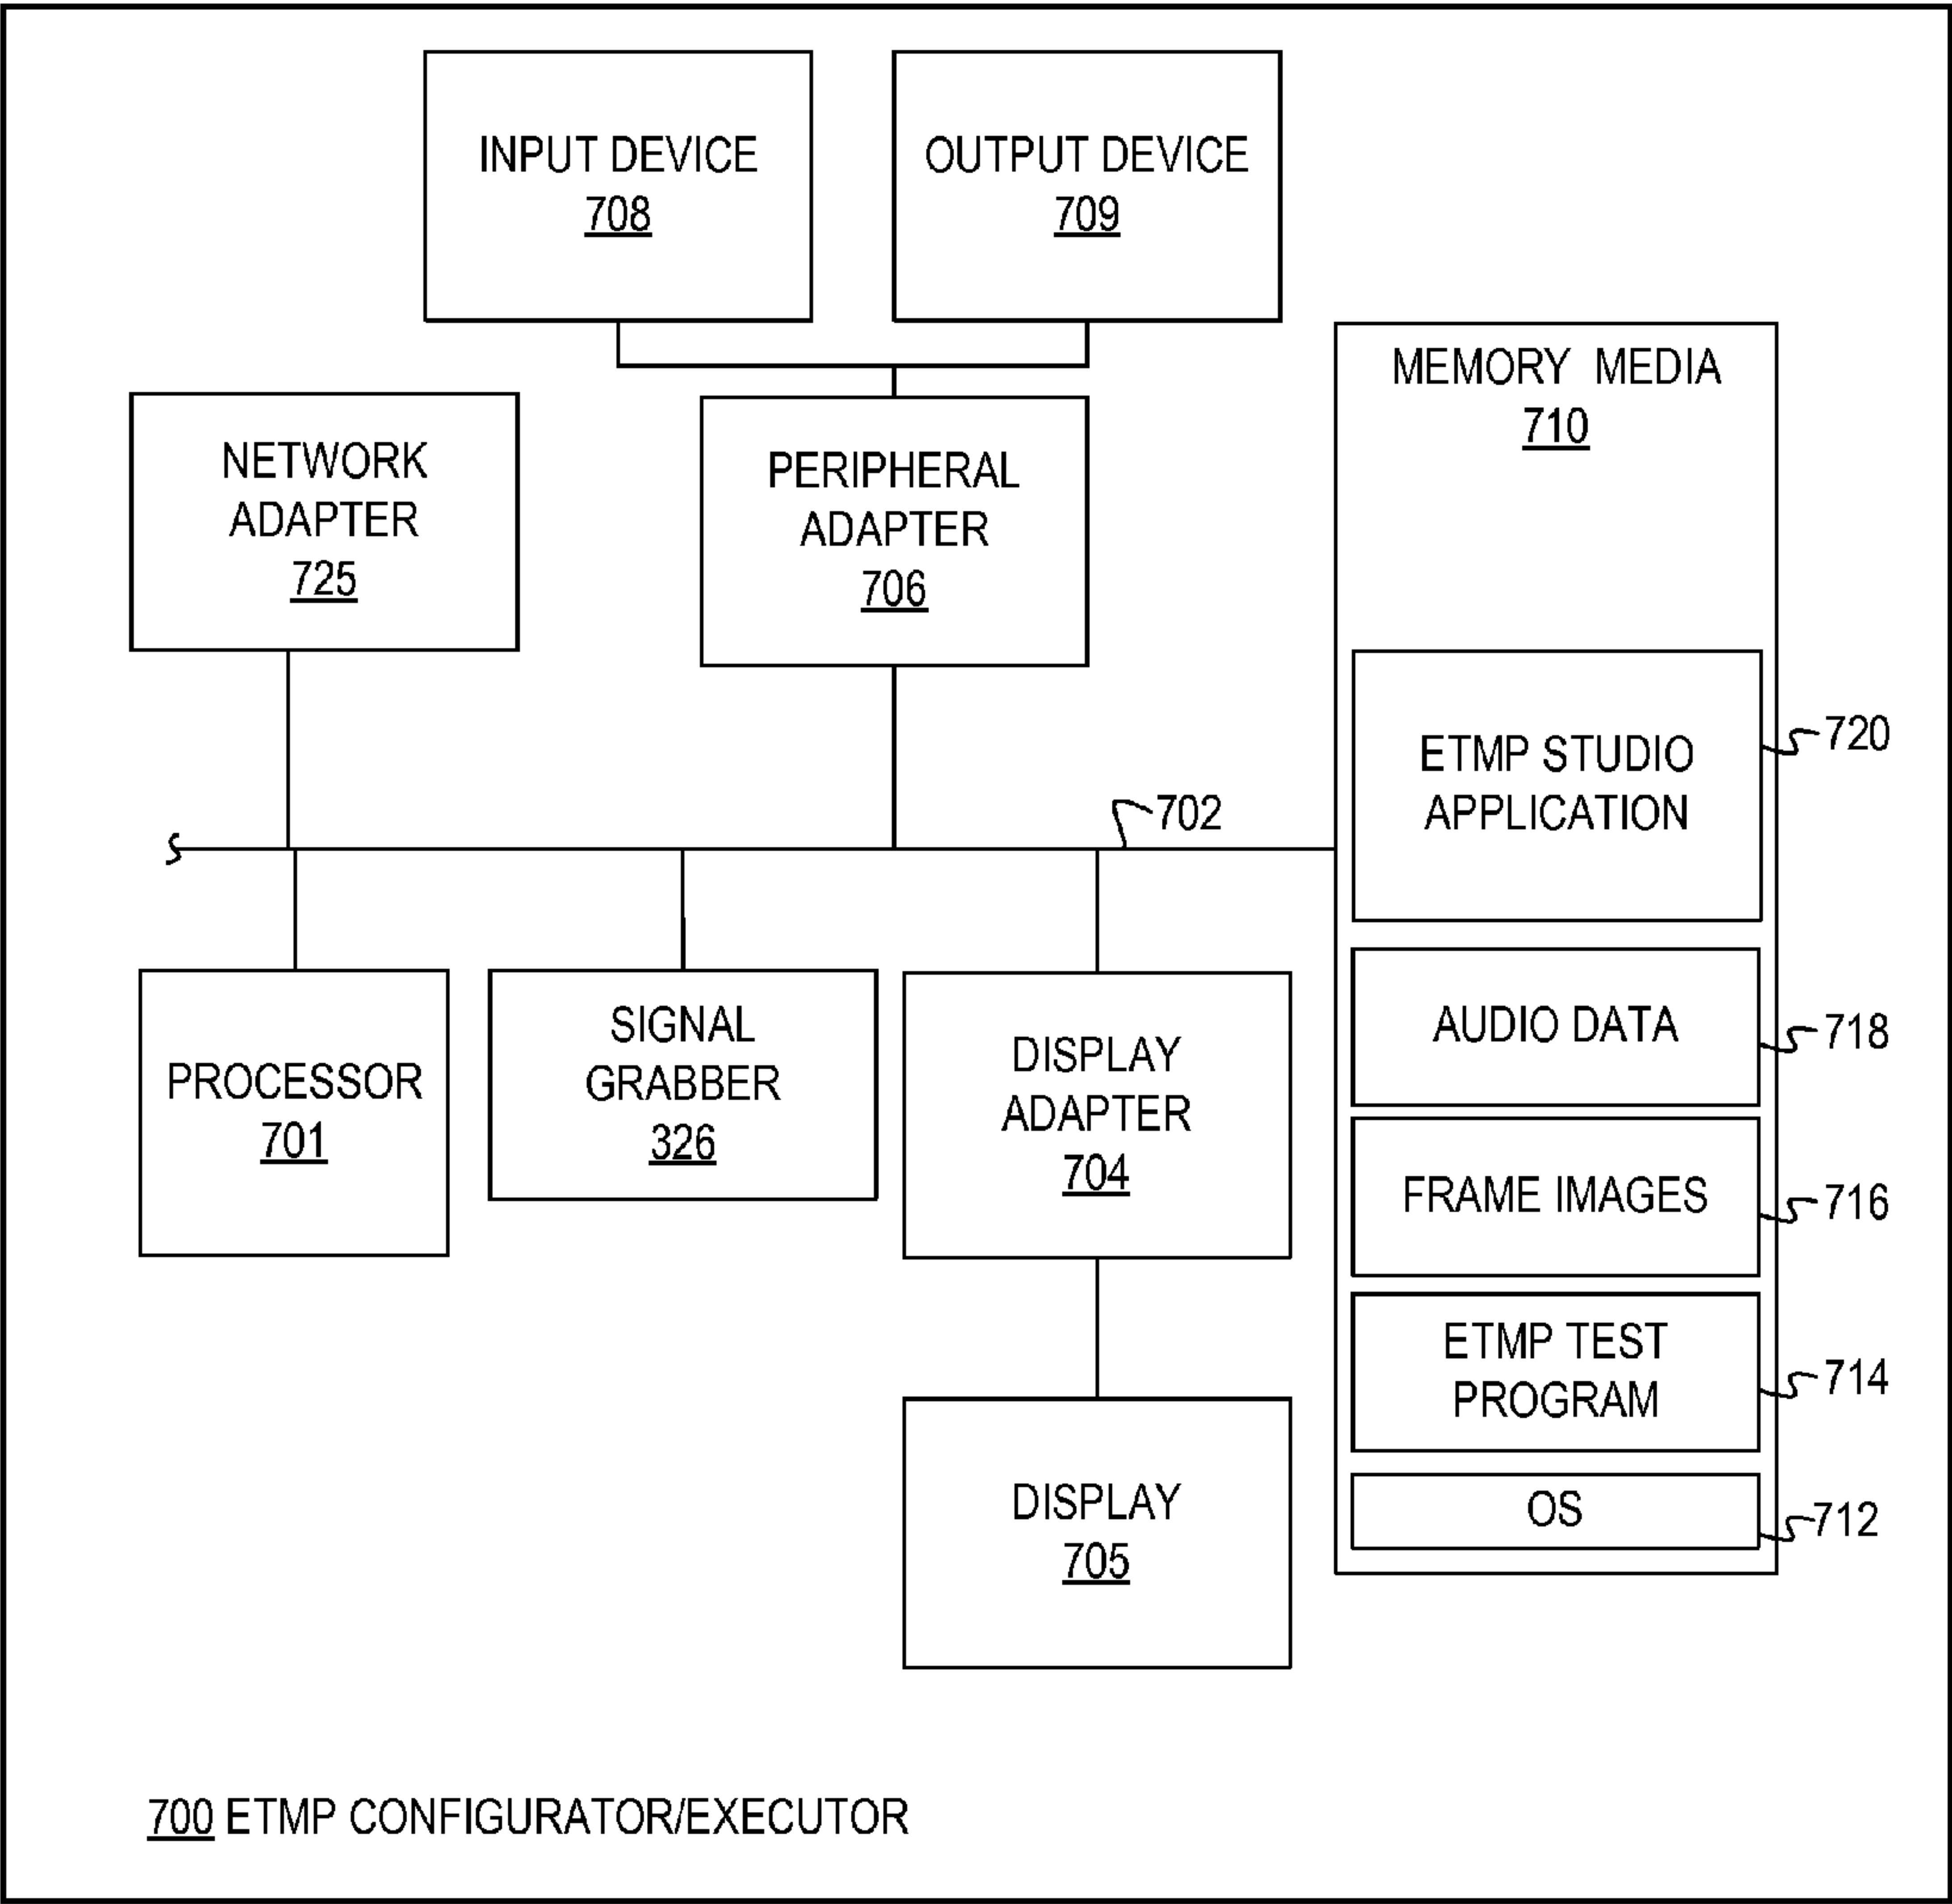 INPUT DEVICE
708
OUTPUT DEVICE
709
MEMORY MEDIA
710
NETWORK
ADAPTER
725
PERIPHERAL
ADAPTER
706
ETMP STUDIO
APPLICATION
720
702
PROCESSOR
701
SIGNAL
GRABBER
326
DISPLAY
ADAPTER
704
AUDIO DATA
718
FRAME IMAGES
716
ETMP TEST
PROGRAM
714
DISPLAY
705
OS
712
700 ETMP CONFIGURATOR/EXECUTOR